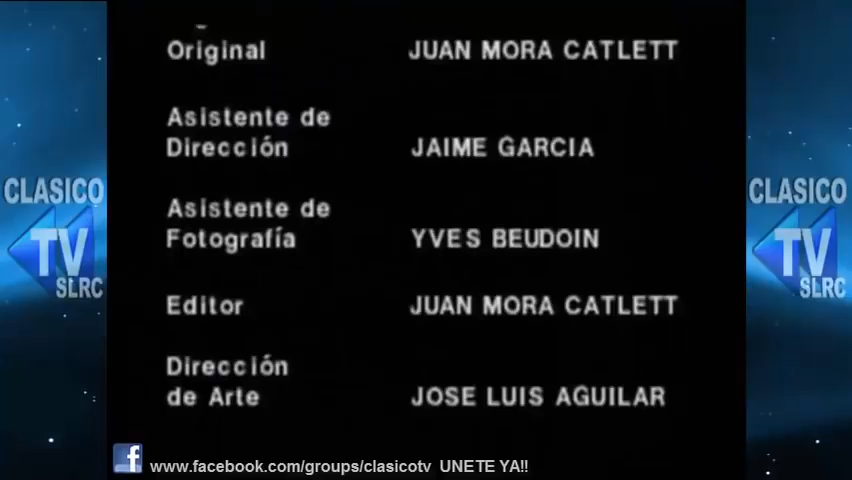 Original JUAN MORA CATLETT
Asistente de
Dirección JAIME GARCIA
Asistente de
Fotografía YVES BEUDOIN
Editor JUAN MORA CATLETT
Dirección
de Arte JOSE LUIS AGUILAR
CLASICO
TV
SLRC
CLASICO
TV
SLRC
f www.facebook.com/groups/clasicotv UNETE YA!!